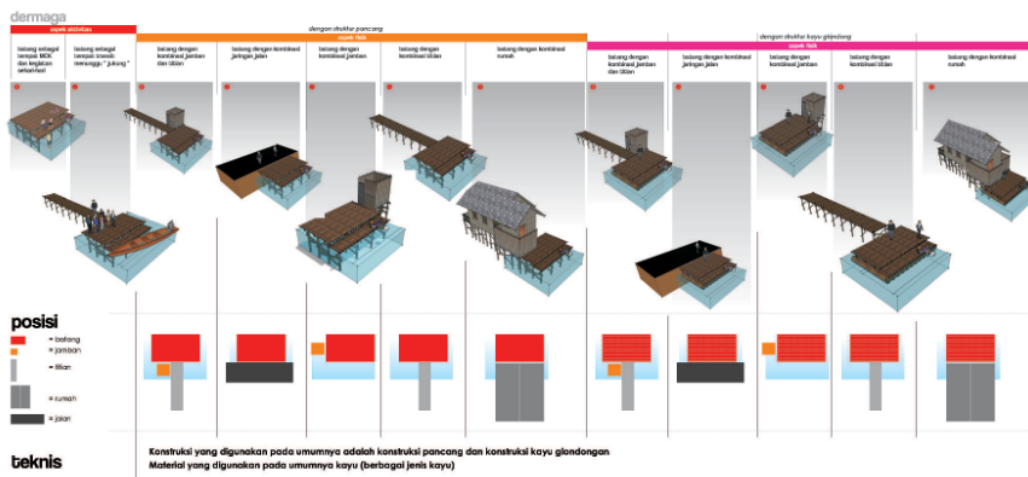 dermaga
aspek aktivitas
dengan struktur pancang
aspek fisik
dengan struktur kayu glondong
aspek fisik
batang sebagai
tempat MCK
dan kegiatan
sehari-hari
batang sebagai
tempat transit
menunggu " jukung "
batang dengan
kombinasi jamban
dan titian
batang dengan kombinasi
jaringan jalan
batang dengan
kombinasi jamban
batang dengan
kombinasi titian
batang dengan kombinasi
rumah
batang dengan
kombinasi jamban
dan titian
batang dengan kombinasi
jaringan jalan
batang dengan
kombinasi jamban
batang dengan
kombinasi titian
batang dengan kombinasi
rumah
posisi
= batang
= jamban
= titian
= rumah
= jalan
teknis
Konstruksi yang digunakan pada umumnya adalah konstruksi pancang dan konstruksi kayu glondongan
Material yang digunakan pada umumnya kayu (berbagai jenis kayu)